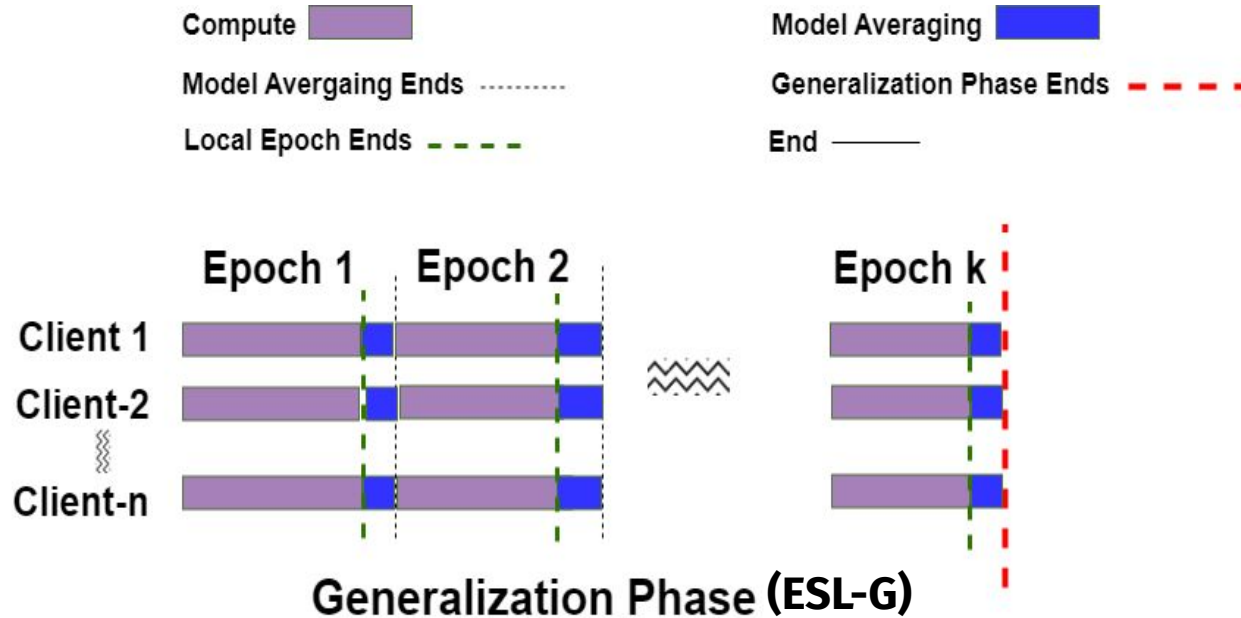 Compute
Model Averaging
Model Avergaing Ends
Generalization Phase Ends
Local Epoch Ends
End
Epoch 1
Epoch 2
Epoch k
Client 1
Client-2
Client-n
Generalization Phase (ESL-G)